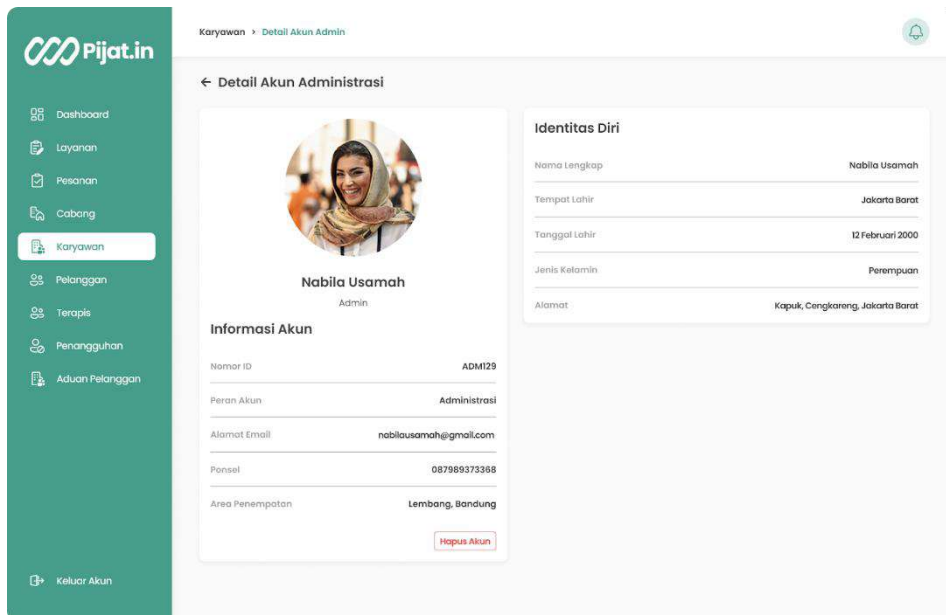 Pijat.in
Dashboard
Layanan
Pesanan
Cabang
Karyawan
Pelanggan
Terapis
Penangguhan
Aduan Pelanggan
Keluar Akun
Karyawan > Detail Akun Admin
← Detail Akun Administrasi
Nabila Usamah
Admin
Informasi Akun
Nomor ID ADM129
Peran Akun Administrasi
Alamat Email nabilausamah@gmail.com
Ponsel 087989373368
Area Penempatan Lembang, Bandung
Hapus Akun
Identitas Diri
Nama Lengkap Nabila Usamah
Tempat Lahir Jakarta Barat
Tanggal Lahir 12 Februari 2000
Jenis Kelamin Perempuan
Alamat Kapuk, Cengkareng, Jakarta Barat